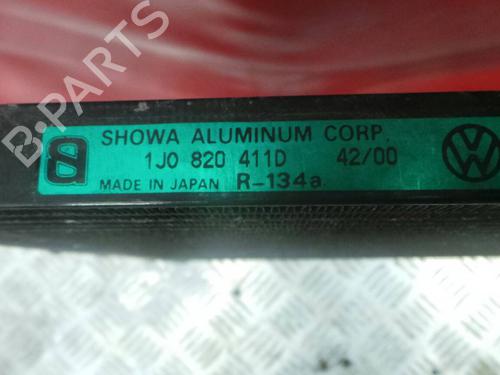 SHOWA ALUMINUM CORP.
1J0 820 411D 42/00
MADE IN JAPAN R-134a
B-PARTS